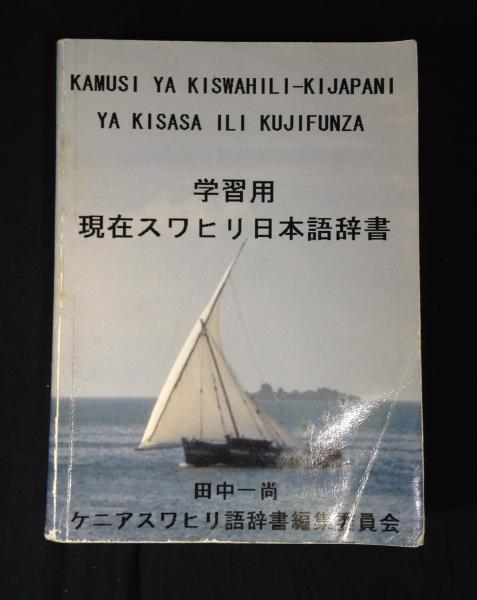 KAMUSI YA KISWAHILI-KIJAPANI
YA KISASA ILI KUJIFUNZA
学習用
現在スワヒリ日本語辞書
田中一尚
ケニアスワヒリ語辞書編集委員会